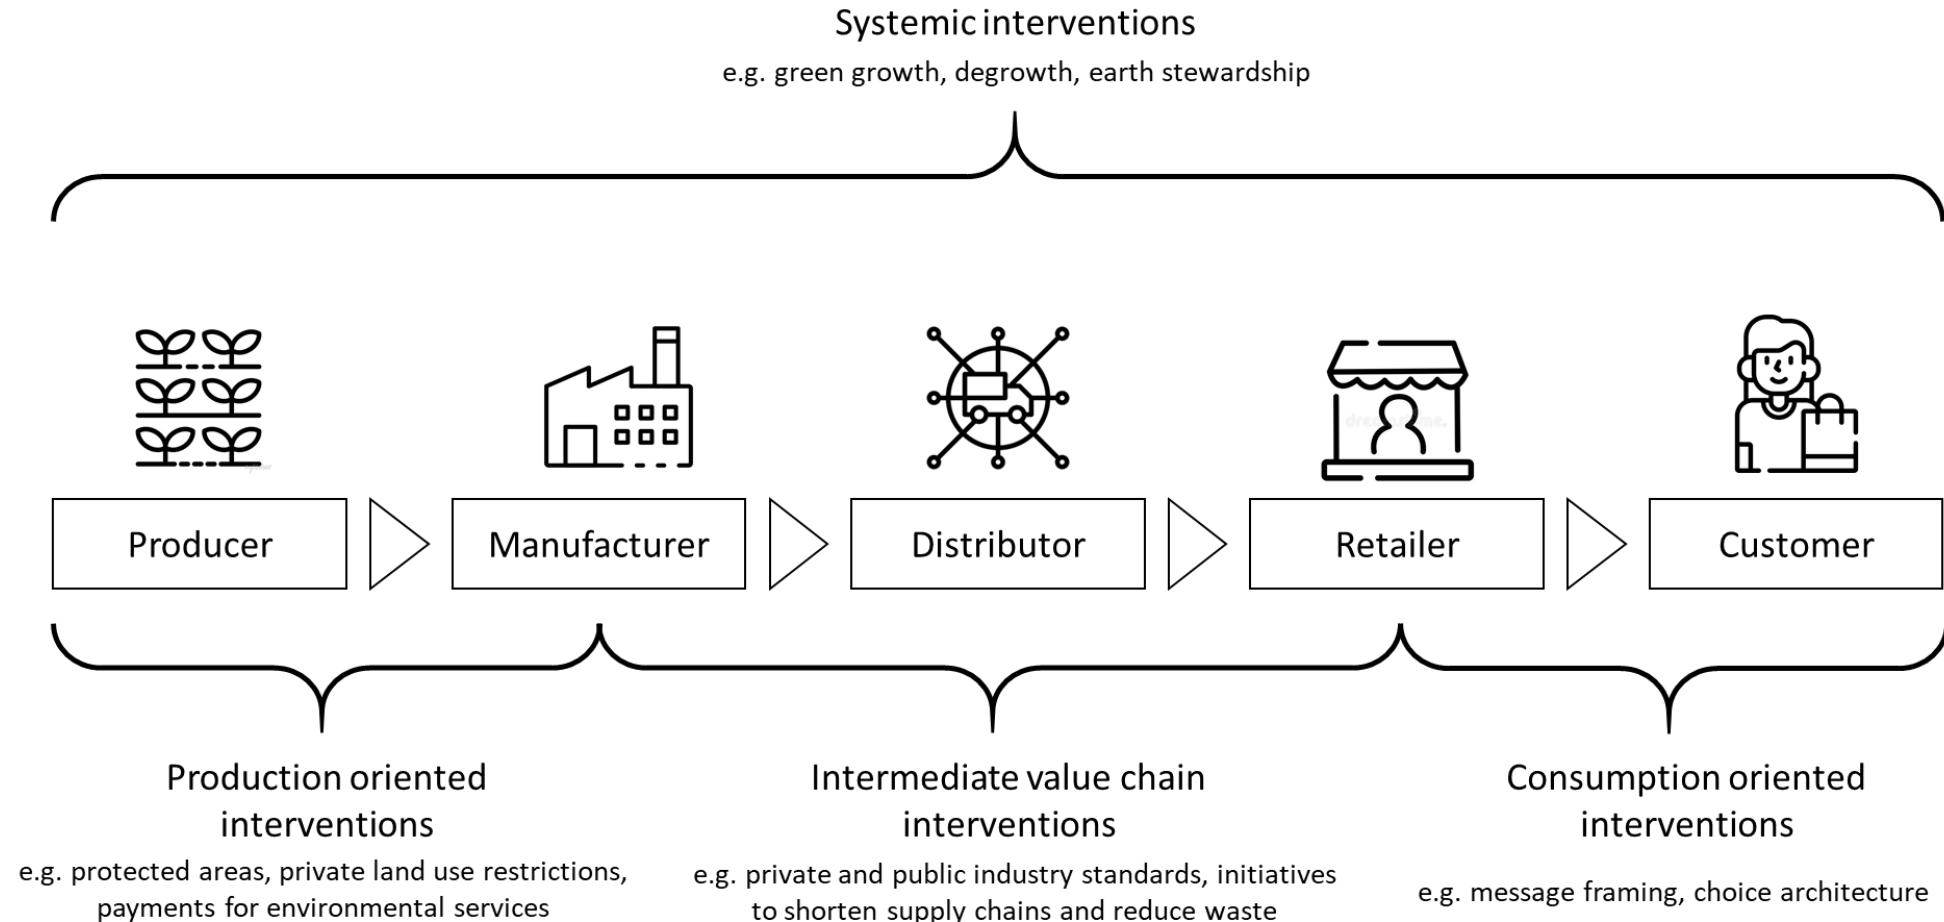 Systemic interventions
e.g. green growth, degrowth, earth stewardship
Producer
Manufacturer
Distributor
Retailer
Customer
Production oriented
interventions
e.g. protected areas, private land use restrictions,
payments for environmental services
Intermediate value chain
interventions
e.g. private and public industry standards, initiatives
to shorten supply chains and reduce waste
Consumption oriented
interventions
e.g. message framing, choice architecture